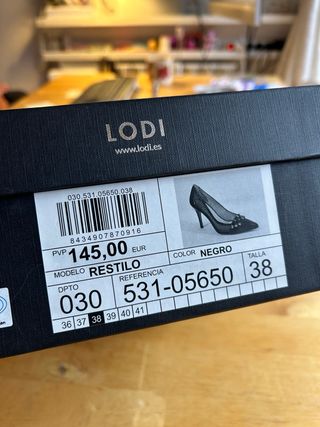 LODI
www.lodi.es
030.531.05650.038
8434907870916
PVP 145,00 EUR
MODELO RESTILO
COLOR NEGRO
DPTO REFERENCIA TALLA
030 531-05650 38
36 37 38 39 40 41